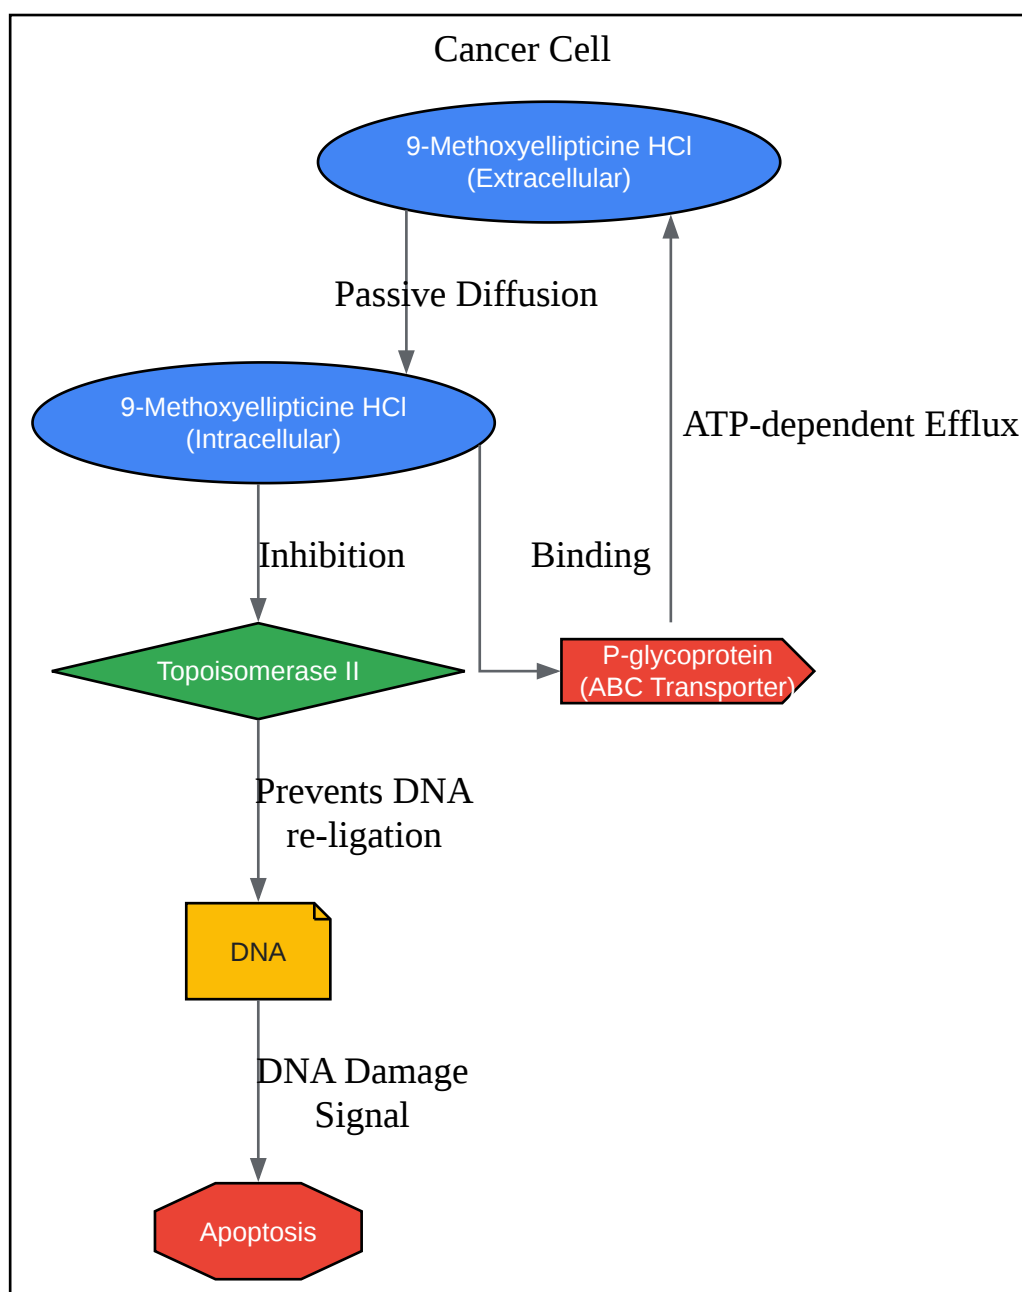 Cancer Cell
9-Methoxyellipticine HCl
(Extracellular)
Passive Diffusion
9-Methoxyellipticine HCl
(Intracellular)
ATP-dependent Efflux
Inhibition
Binding
Topoisomerase II
P-glycoprotein
(ABC Transporter)
Prevents DNA
re-ligation
DNA
DNA Damage
Signal
Apoptosis